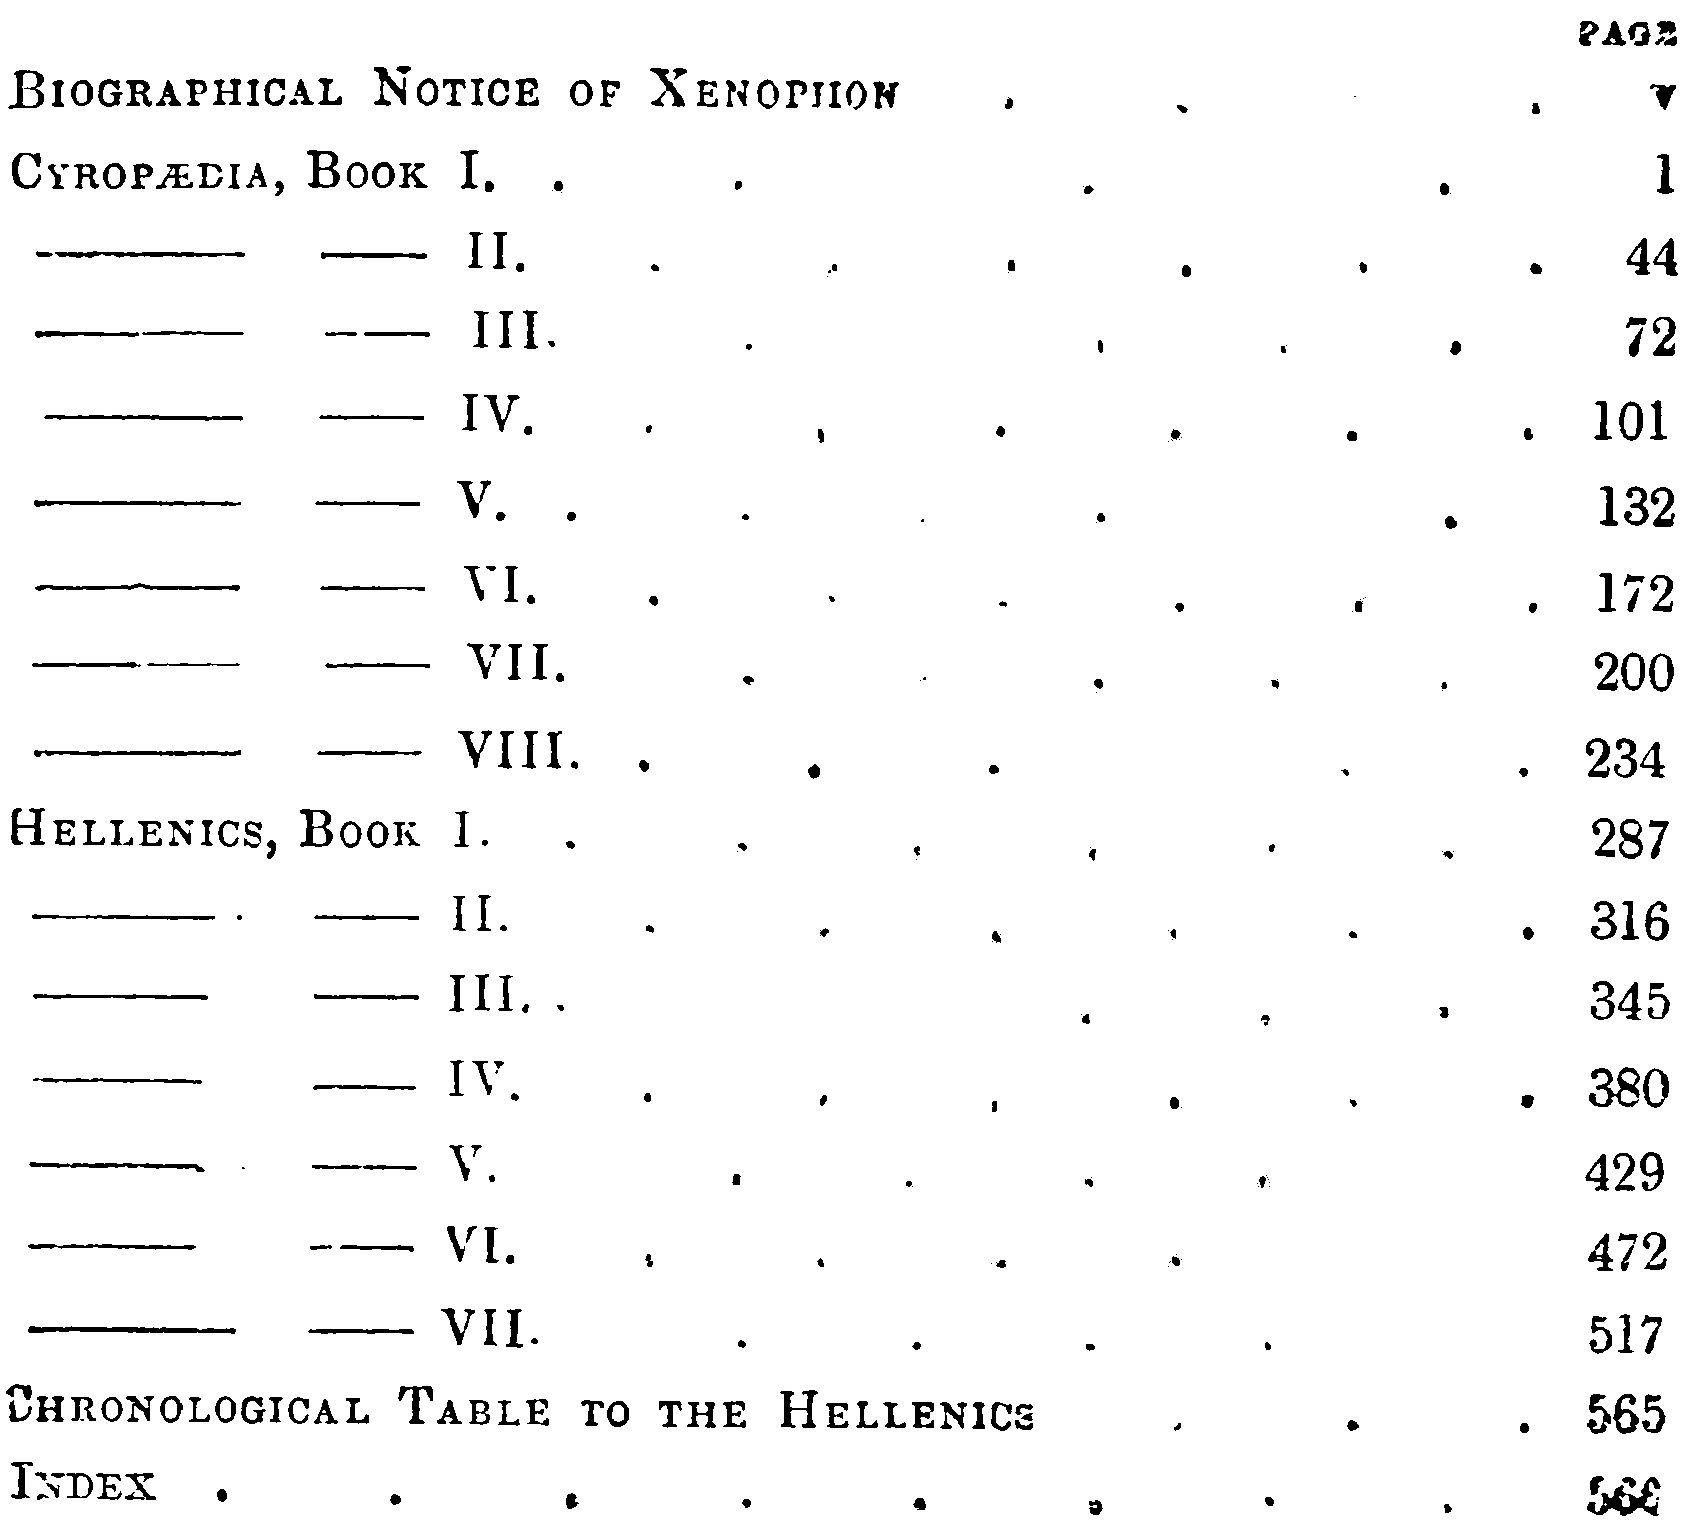 PAGE
BIOGRAPHICAL NOTICE OF XENOPHON . . . v
CYROPÆDIA, BOOK I. . . . . 1
—— —— II. . . . . . . 44
—— —— III. . . . . 72
—— —— IV. . . . . . . 101
—— —— V. . . . . . 132
—— —— VI. . . . . . . 172
—— —— VII. . . . . . 200
—— —— VIII. . . . . . 234
HELLENICS, BOOK I. . . . . . . 287
—— —— II. . . . . . . 316
—— —— III. . . . . 345
—— —— IV. . . . . . . 380
—— —— V. . . . . 429
—— —— VI. . . . . 472
—— —— VII. . . . . 517
CHRONOLOGICAL TABLE TO THE HELLENICS . . . 565
INDEX . . . . . . . .